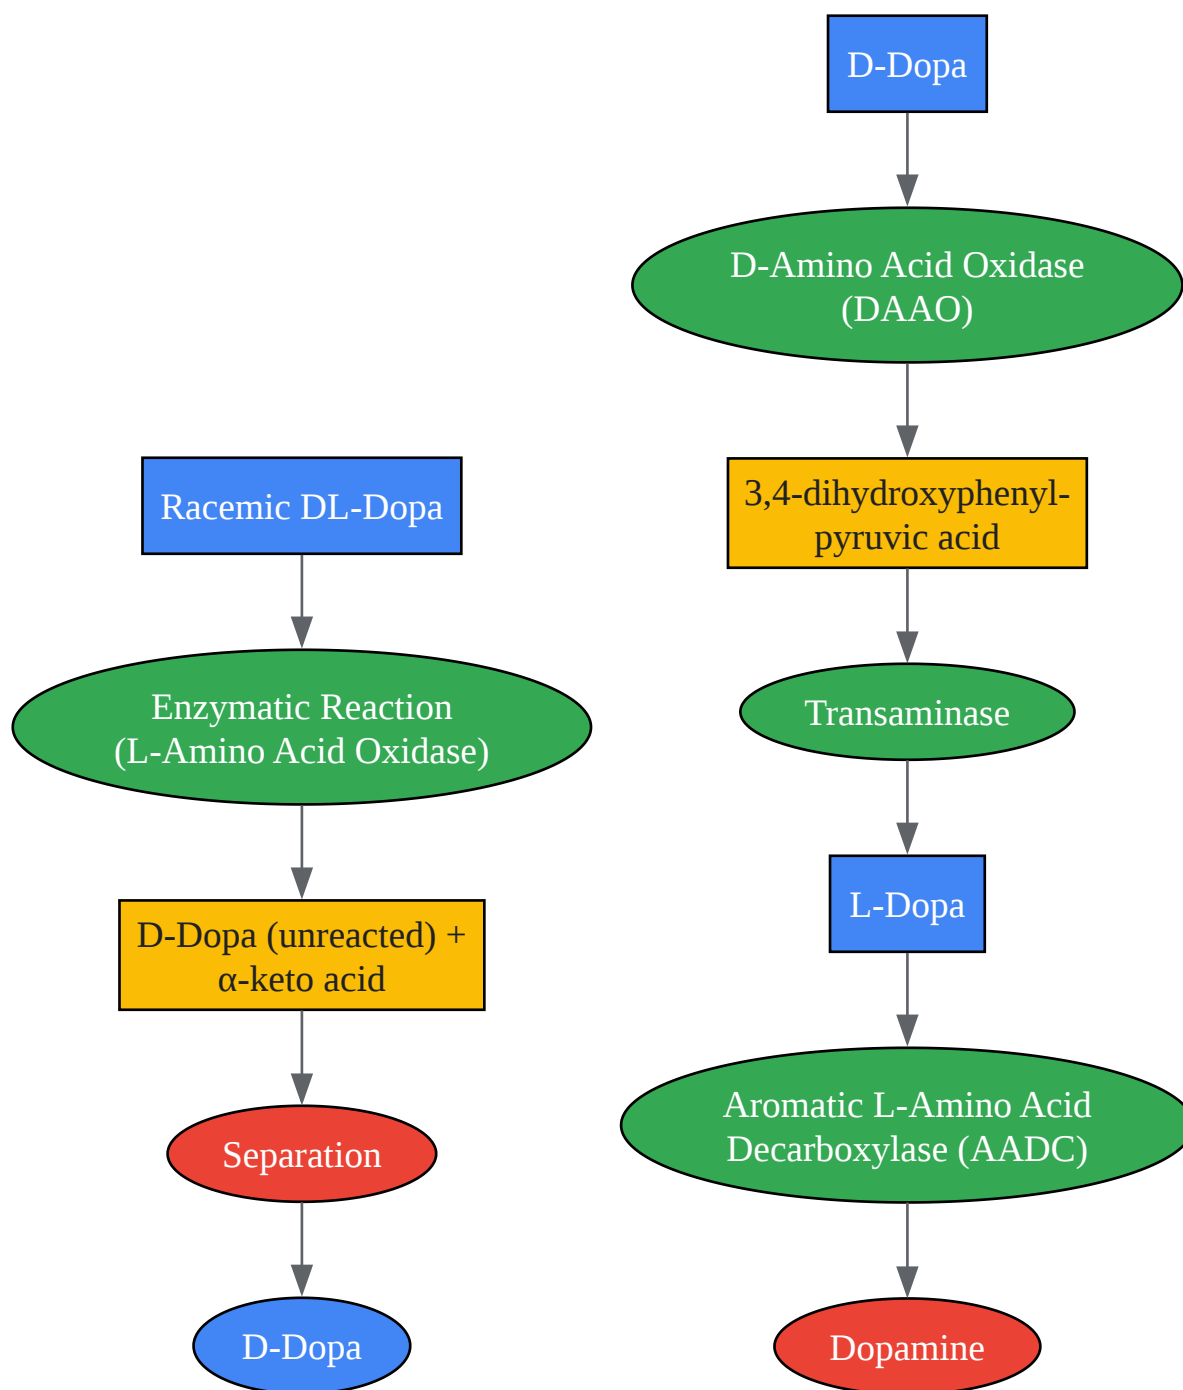 Racemic DL-Dopa
Enzymatic Reaction
(L-Amino Acid Oxidase)
D-Dopa (unreacted) +
α-keto acid
Separation
D-Dopa
D-Dopa
D-Amino Acid Oxidase
(DAAO)
3,4-dihydroxyphenyl-
pyruvic acid
Transaminase
L-Dopa
Aromatic L-Amino Acid
Decarboxylase (AADC)
Dopamine